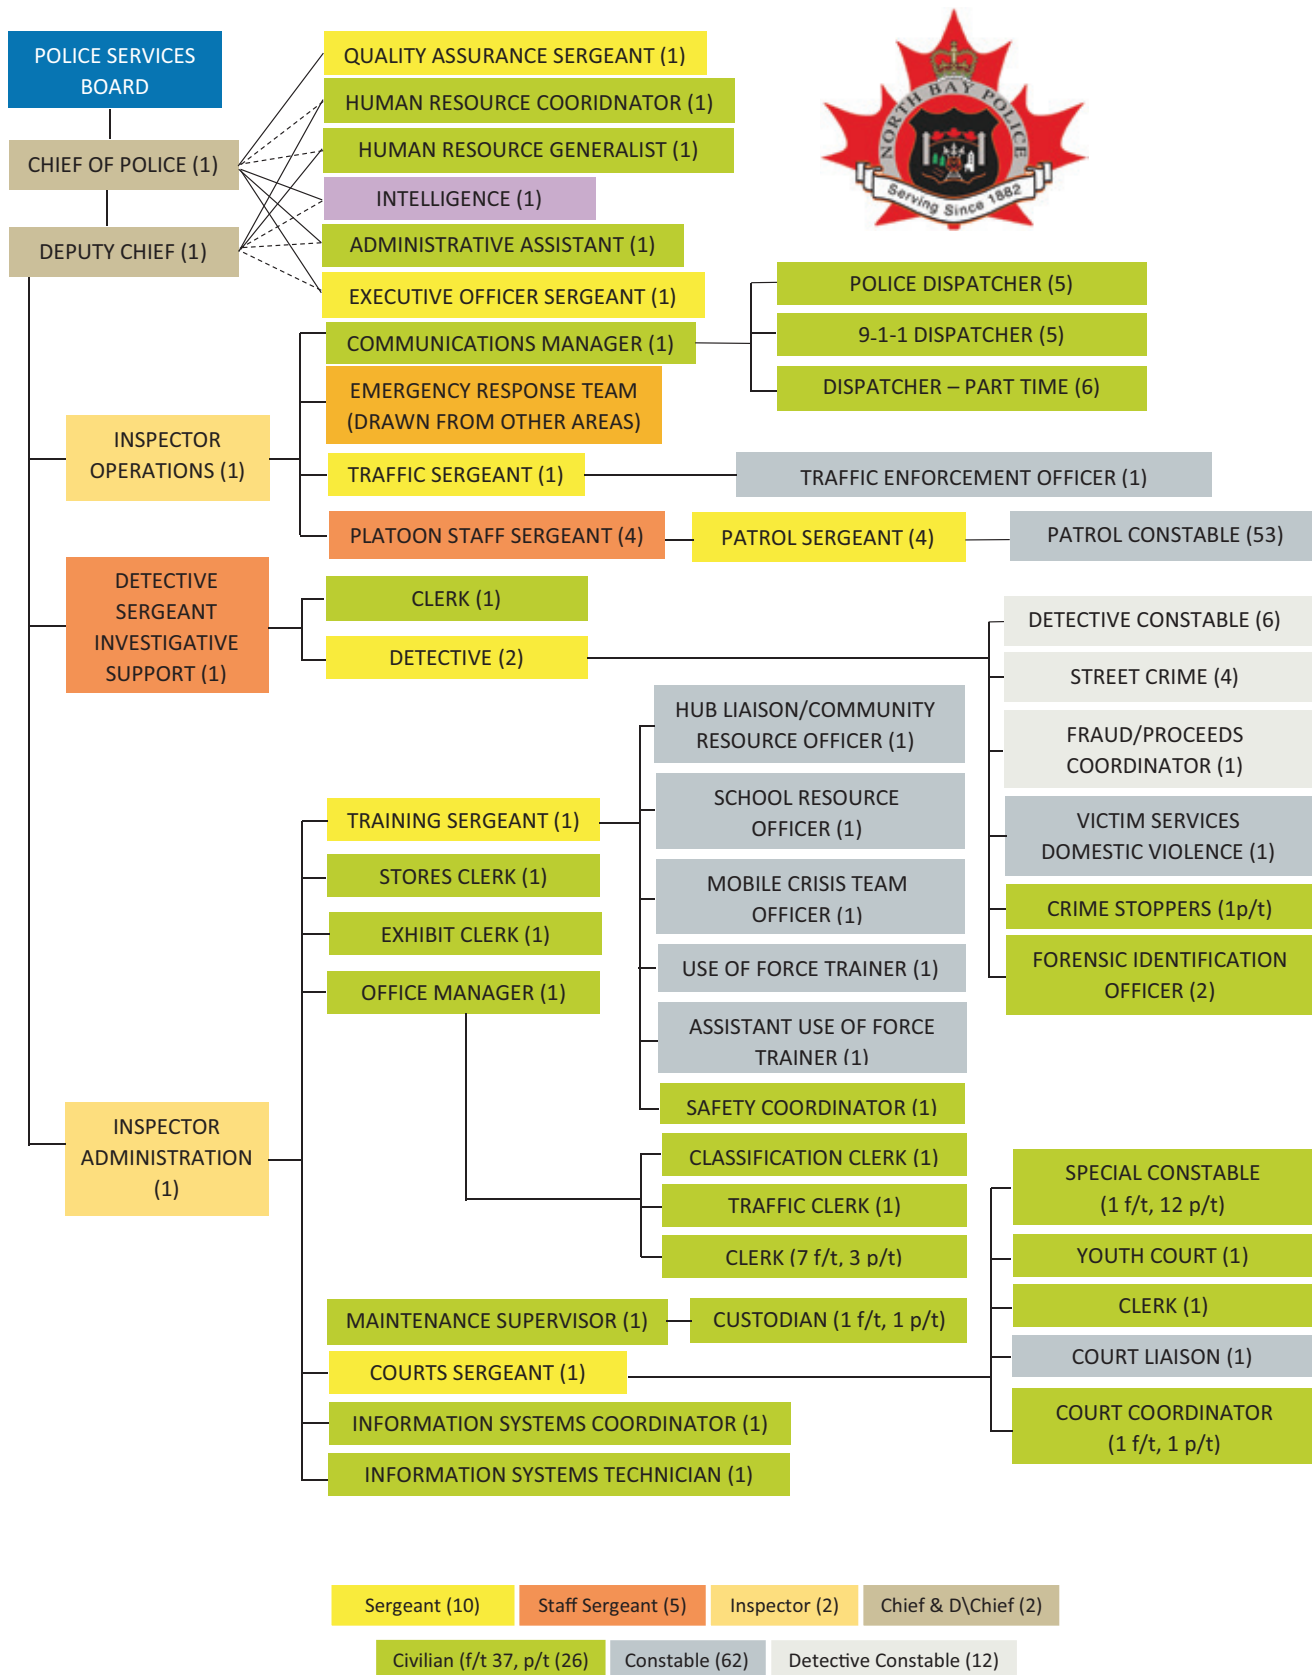 POLICE SERVICES
BOARD
CHIEF OF POLICE (1)
DEPUTY CHIEF (1)
QUALITY ASSURANCE SERGEANT (1)
HUMAN RESOURCE COORIDNATOR (1)
HUMAN RESOURCE GENERALIST (1)
INTELLIGENCE (1)
ADMINISTRATIVE ASSISTANT (1)
EXECUTIVE OFFICER SERGEANT (1)
NORTH BAY POLICE
Serving Since 1882
INSPECTOR
OPERATIONS (1)
COMMUNICATIONS MANAGER (1)
POLICE DISPATCHER (5)
9-1-1 DISPATCHER (5)
DISPATCHER – PART TIME (6)
EMERGENCY RESPONSE TEAM
(DRAWN FROM OTHER AREAS)
TRAFFIC SERGEANT (1)
TRAFFIC ENFORCEMENT OFFICER (1)
PLATOON STAFF SERGEANT (4)
PATROL SERGEANT (4)
PATROL CONSTABLE (53)
DETECTIVE
SERGEANT
INVESTIGATIVE
SUPPORT (1)
CLERK (1)
DETECTIVE (2)
DETECTIVE CONSTABLE (6)
STREET CRIME (4)
FRAUD/PROCEEDS
COORDINATOR (1)
VICTIM SERVICES
DOMESTIC VIOLENCE (1)
CRIME STOPPERS (1p/t)
FORENSIC IDENTIFICATION
OFFICER (2)
INSPECTOR
ADMINISTRATION
(1)
TRAINING SERGEANT (1)
HUB LIAISON/COMMUNITY
RESOURCE OFFICER (1)
SCHOOL RESOURCE
OFFICER (1)
MOBILE CRISIS TEAM
OFFICER (1)
USE OF FORCE TRAINER (1)
ASSISTANT USE OF FORCE
TRAINER (1)
SAFETY COORDINATOR (1)
STORES CLERK (1)
EXHIBIT CLERK (1)
OFFICE MANAGER (1)
CLASSIFICATION CLERK (1)
TRAFFIC CLERK (1)
CLERK (7 f/t, 3 p/t)
MAINTENANCE SUPERVISOR (1)
CUSTODIAN (1 f/t, 1 p/t)
COURTS SERGEANT (1)
SPECIAL CONSTABLE
(1 f/t, 12 p/t)
YOUTH COURT (1)
CLERK (1)
COURT LIAISON (1)
COURT COORDINATOR
(1 f/t, 1 p/t)
INFORMATION SYSTEMS COORDINATOR (1)
INFORMATION SYSTEMS TECHNICIAN (1)
Sergeant (10)
Staff Sergeant (5)
Inspector (2)
Chief & D\Chief (2)
Civilian (f/t 37, p/t (26)
Constable (62)
Detective Constable (12)